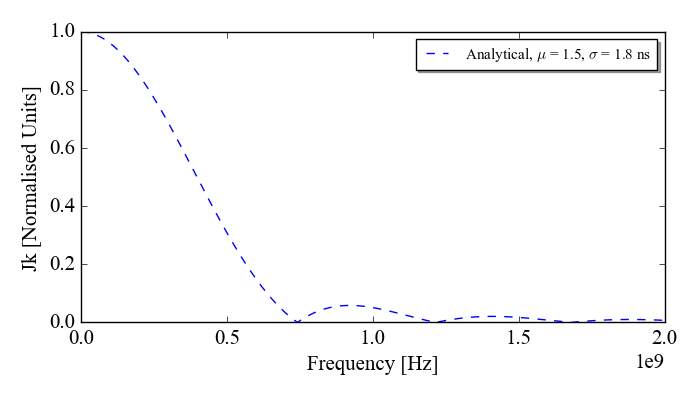 Jk [Normalised Units]
1.0
0.8
0.6
0.4
0.2
0.0
Analytical, μ = 1.5, σ = 1.8 ns
0.0 0.5 1.0 1.5 2.0
Frequency [Hz]
1e9